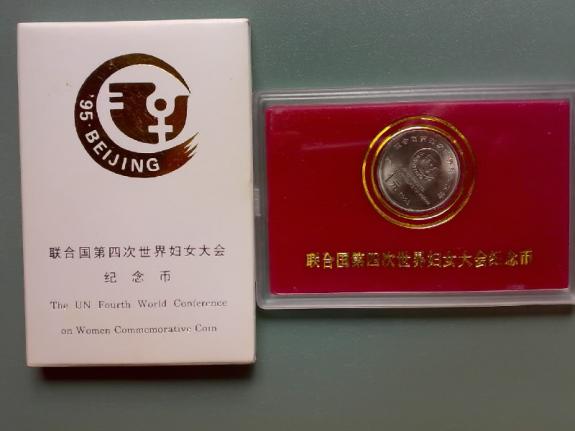 '95·BEIJING
联合国第四次世界妇女大会
纪念币
The UN Fourth World Conference
on Women Commemorative Coin
联合国第四次世界妇女大会纪念币